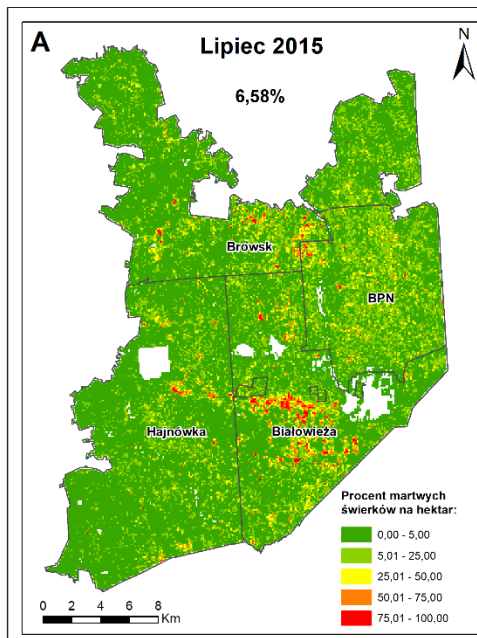 A
Lipiec 2015
N
6,58%
Browsk
BPN
Hajnówka
Białowieża
Procent martwych
świerków na hektar:
0,00 - 5,00
5,01 - 25,00
25,01 - 50,00
50,01 - 75,00
75,01 - 100,00
0 2 4 6 8
Km